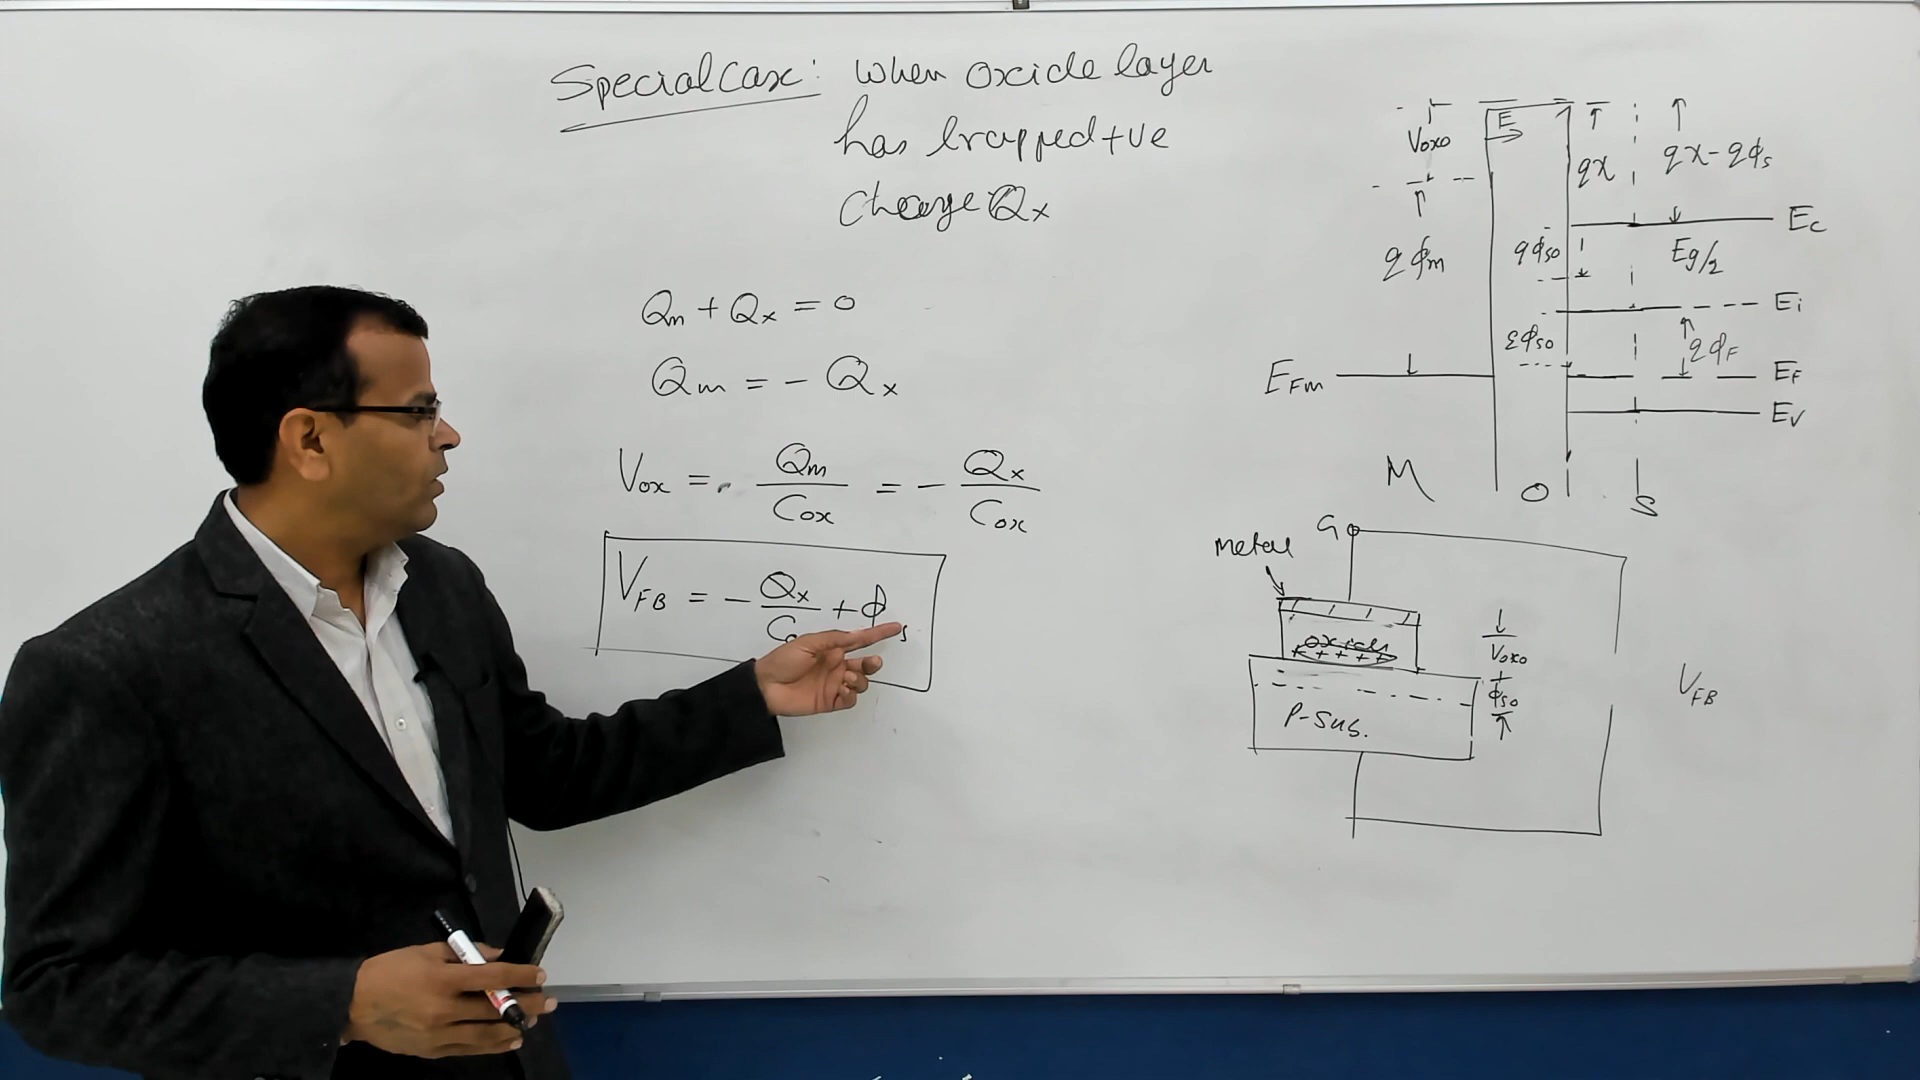 Special Case: when oxide layer
has trapped +ve
charge Qx
Qm + Qx = 0
Qm = - Qx
Vox = Qm / Cox = - Qx / Cox
VFB = - Qx / Co + ϕ s
E
Voxo
qχ
qχ - qϕs
qϕm
qϕso
Eg/2
Ec
Ei
qϕF
EFm
EF
Ev
M
O
S
G
Metal
oxide
+ + + + +
P-Sub.
Voxo
+
ϕso
VFB